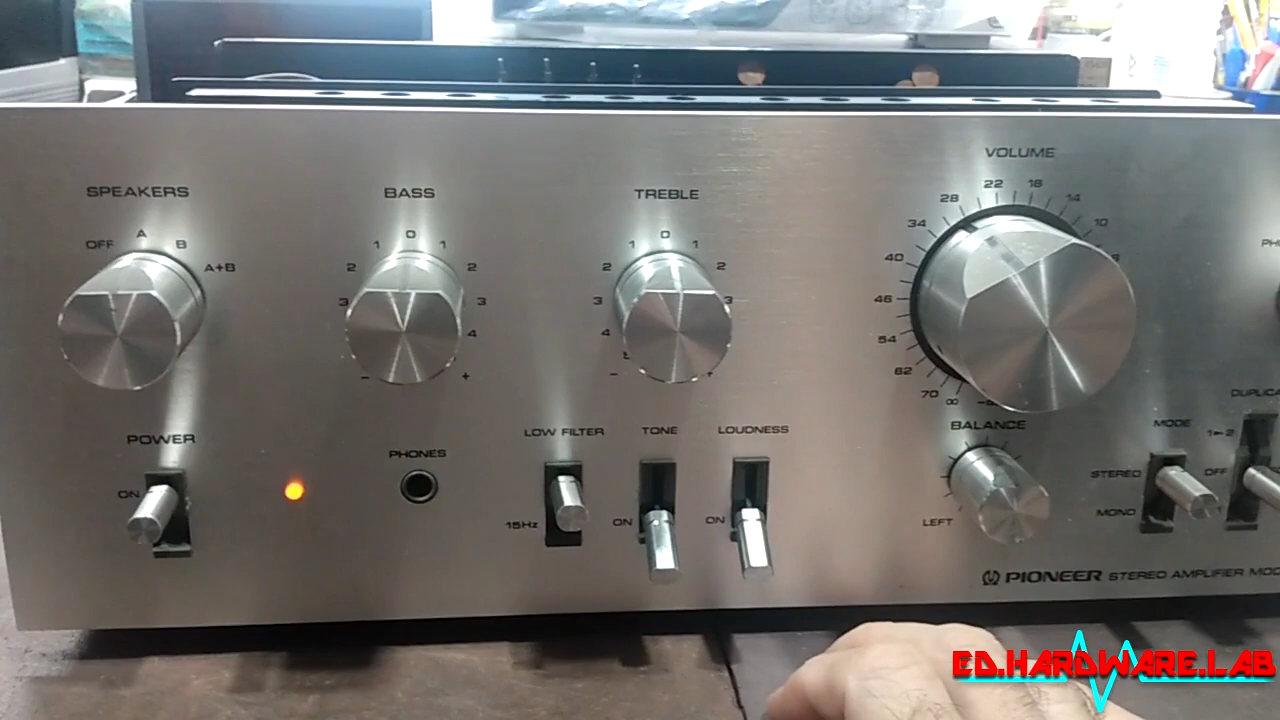 SPEAKERS
OFF A B A+B
BASS
3 2 1 0 1 2 3 4
- +
TREBLE
4 3 2 1 0 1 2 3
- +
VOLUME
∞ 70 62 54 46 40 34 28 22 18 14 10
POWER
ON
PHONES
LOW FILTER
15Hz
TONE
ON
LOUDNESS
ON
BALANCE
LEFT
MODE
STEREO
MONO
1►2
OFF
PIONEER STEREO AMPLIFIER
ED.HARDWARE.LAB